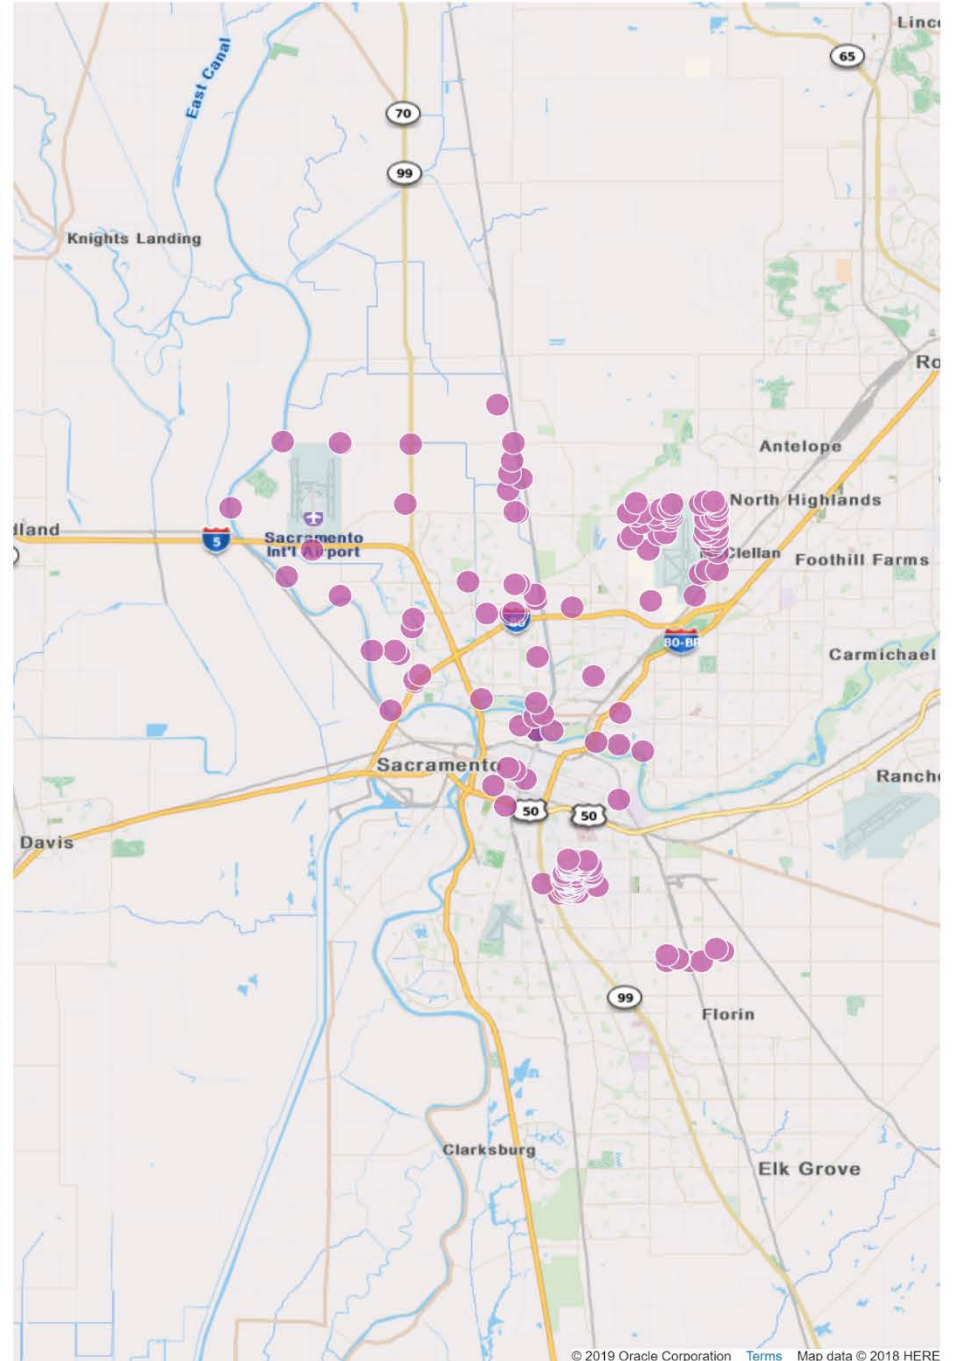 Linc
65
East Canal
70
99
Knights Landing
Ro
Antelope
North Highlands
dland
5
Sacramento
Int'l Airport
Clellan
Foothill Farms
80
80-BP
Carmichael
Sacramento
Ranch
50
50
Davis
99
Florin
Clarksburg
Elk Grove
© 2019 Oracle Corporation Terms Map data © 2018 HERE